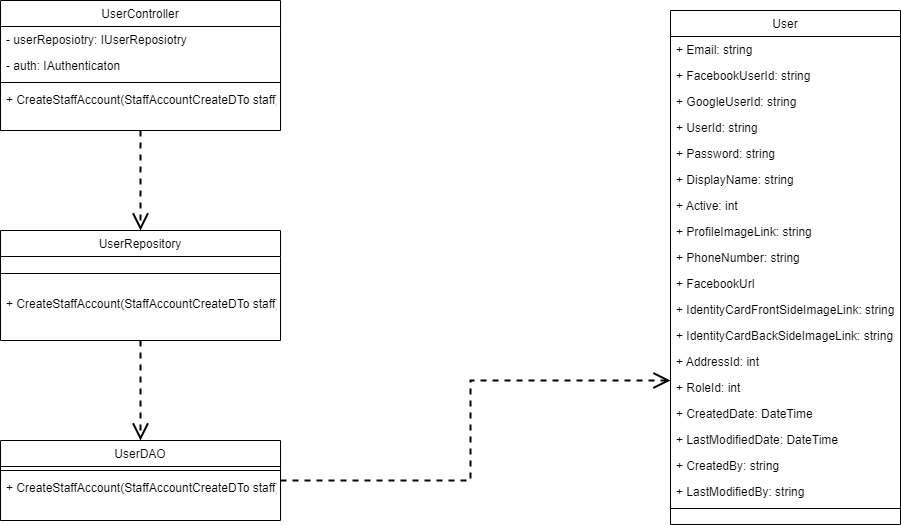 UserController
- userReposiotry: IUserReposiotry
- auth: IAuthenticaton
+ CreateStaffAccount(StaffAccountCreateDTo staff
UserRepository
+ CreateStaffAccount(StaffAccountCreateDTo staff
UserDAO
+ CreateStaffAccount(StaffAccountCreateDTo staff
User
+ Email: string
+ FacebookUserId: string
+ GoogleUserId: string
+ UserId: string
+ Password: string
+ DisplayName: string
+ Active: int
+ ProfileImageLink: string
+ PhoneNumber: string
+ FacebookUrl
+ IdentityCardFrontSideImageLink: string
+ IdentityCardBackSideImageLink: string
+ AddressId: int
+ RoleId: int
+ CreatedDate: DateTime
+ LastModifiedDate: DateTime
+ CreatedBy: string
+ LastModifiedBy: string